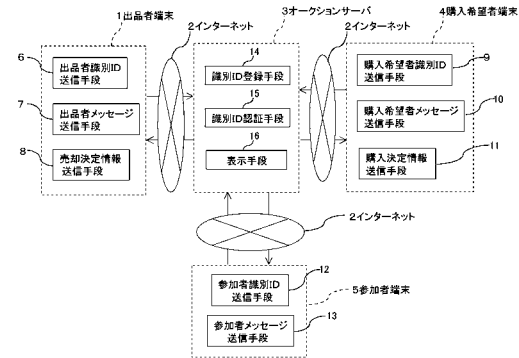 1出品者端末
2インターネット
3オークションサーバ
2インターネット
4購入希望者端末
6
出品者識別ID
送信手段
7
出品者メッセージ
送信手段
8
売却決定情報
送信手段
14
識別ID登録手段
15
識別ID認証手段
16
表示手段
購入希望者識別ID
送信手段
9
購入希望者メッセージ
送信手段
10
購入決定情報
送信手段
11
2インターネット
参加者識別ID
送信手段
12
参加者メッセージ
送信手段
13
5参加者端末